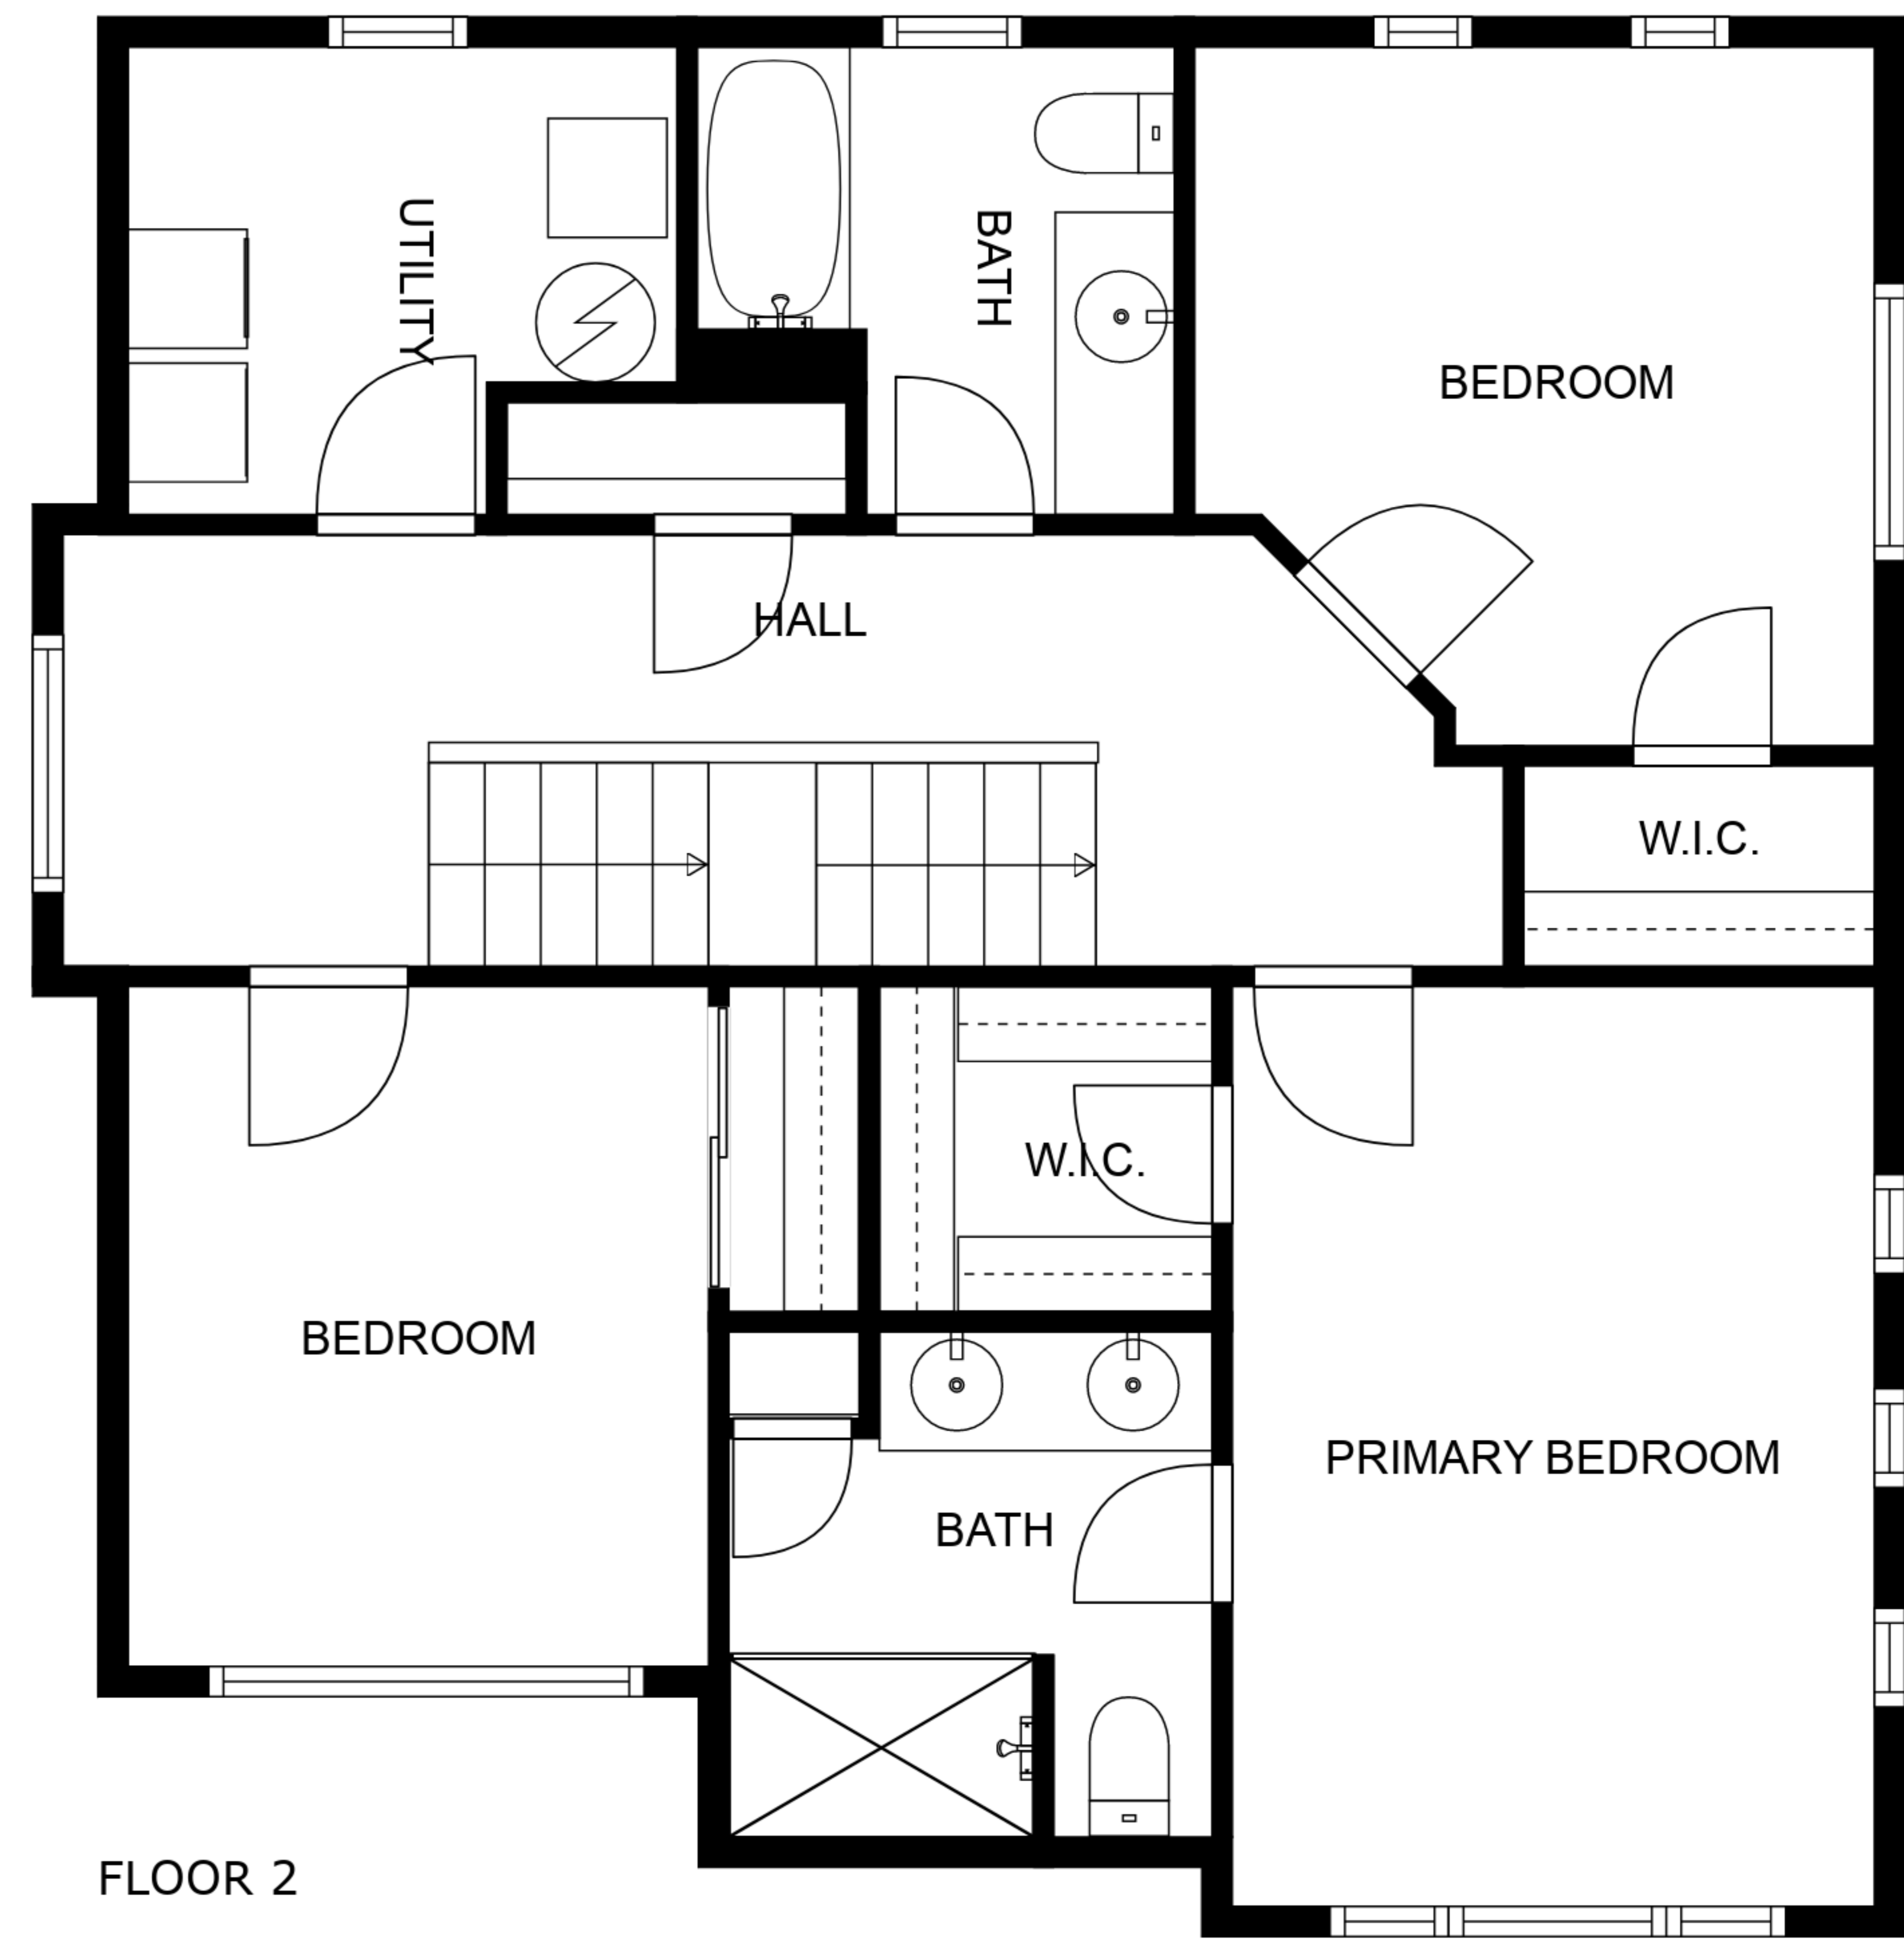 UTILITY
BATH
BEDROOM
HALL
W.I.C.
W.I.C.
BEDROOM
PRIMARY BEDROOM
BATH
FLOOR 2